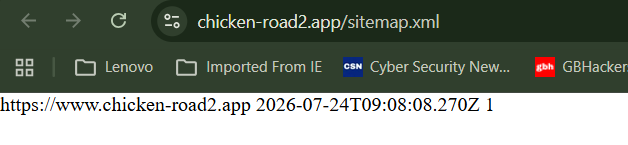 chicken-road2.app/sitemap.xml
Lenovo Imported From IE CSN Cyber Security New... gbh GBHacker
https://www.chicken-road2.app 2026-07-24T09:08:08.270Z 1